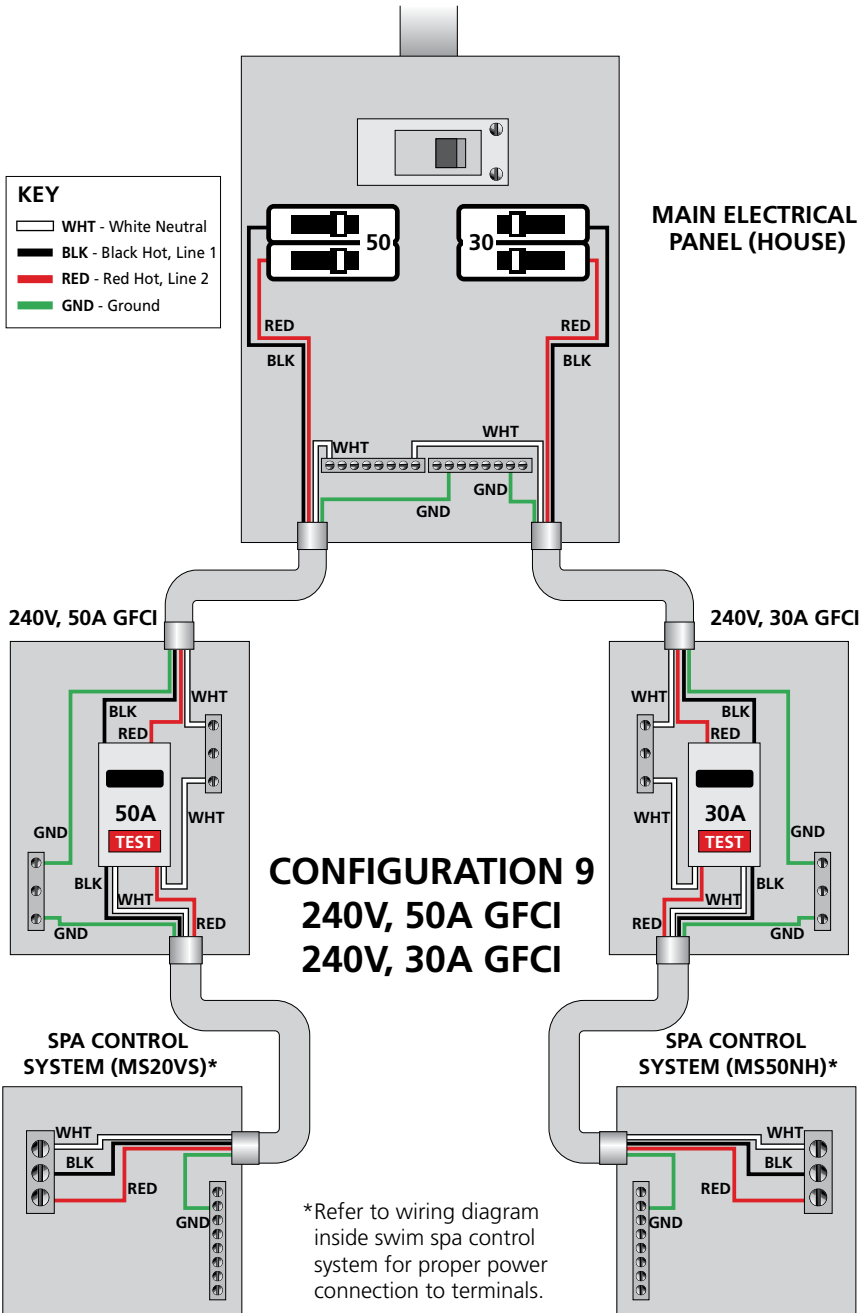 KEY
WHT - White Neutral
BLK - Black Hot, Line 1
RED - Red Hot, Line 2
GND - Ground
MAIN ELECTRICAL
PANEL (HOUSE)
50
30
RED
BLK
RED
BLK
WHT
WHT
GND
GND
240V, 50A GFCI
240V, 30A GFCI
WHT
BLK
RED
50A
TEST
WHT
GND
BLK
WHT
RED
GND
WHT
BLK
RED
30A
TEST
WHT
GND
BLK
WHT
RED
GND
CONFIGURATION 9
240V, 50A GFCI
240V, 30A GFCI
SPA CONTROL
SYSTEM (MS20VS)*
WHT
BLK
RED
GND
SPA CONTROL
SYSTEM (MS50NH)*
WHT
BLK
RED
GND
*Refer to wiring diagram
inside swim spa control
system for proper power
connection to terminals.